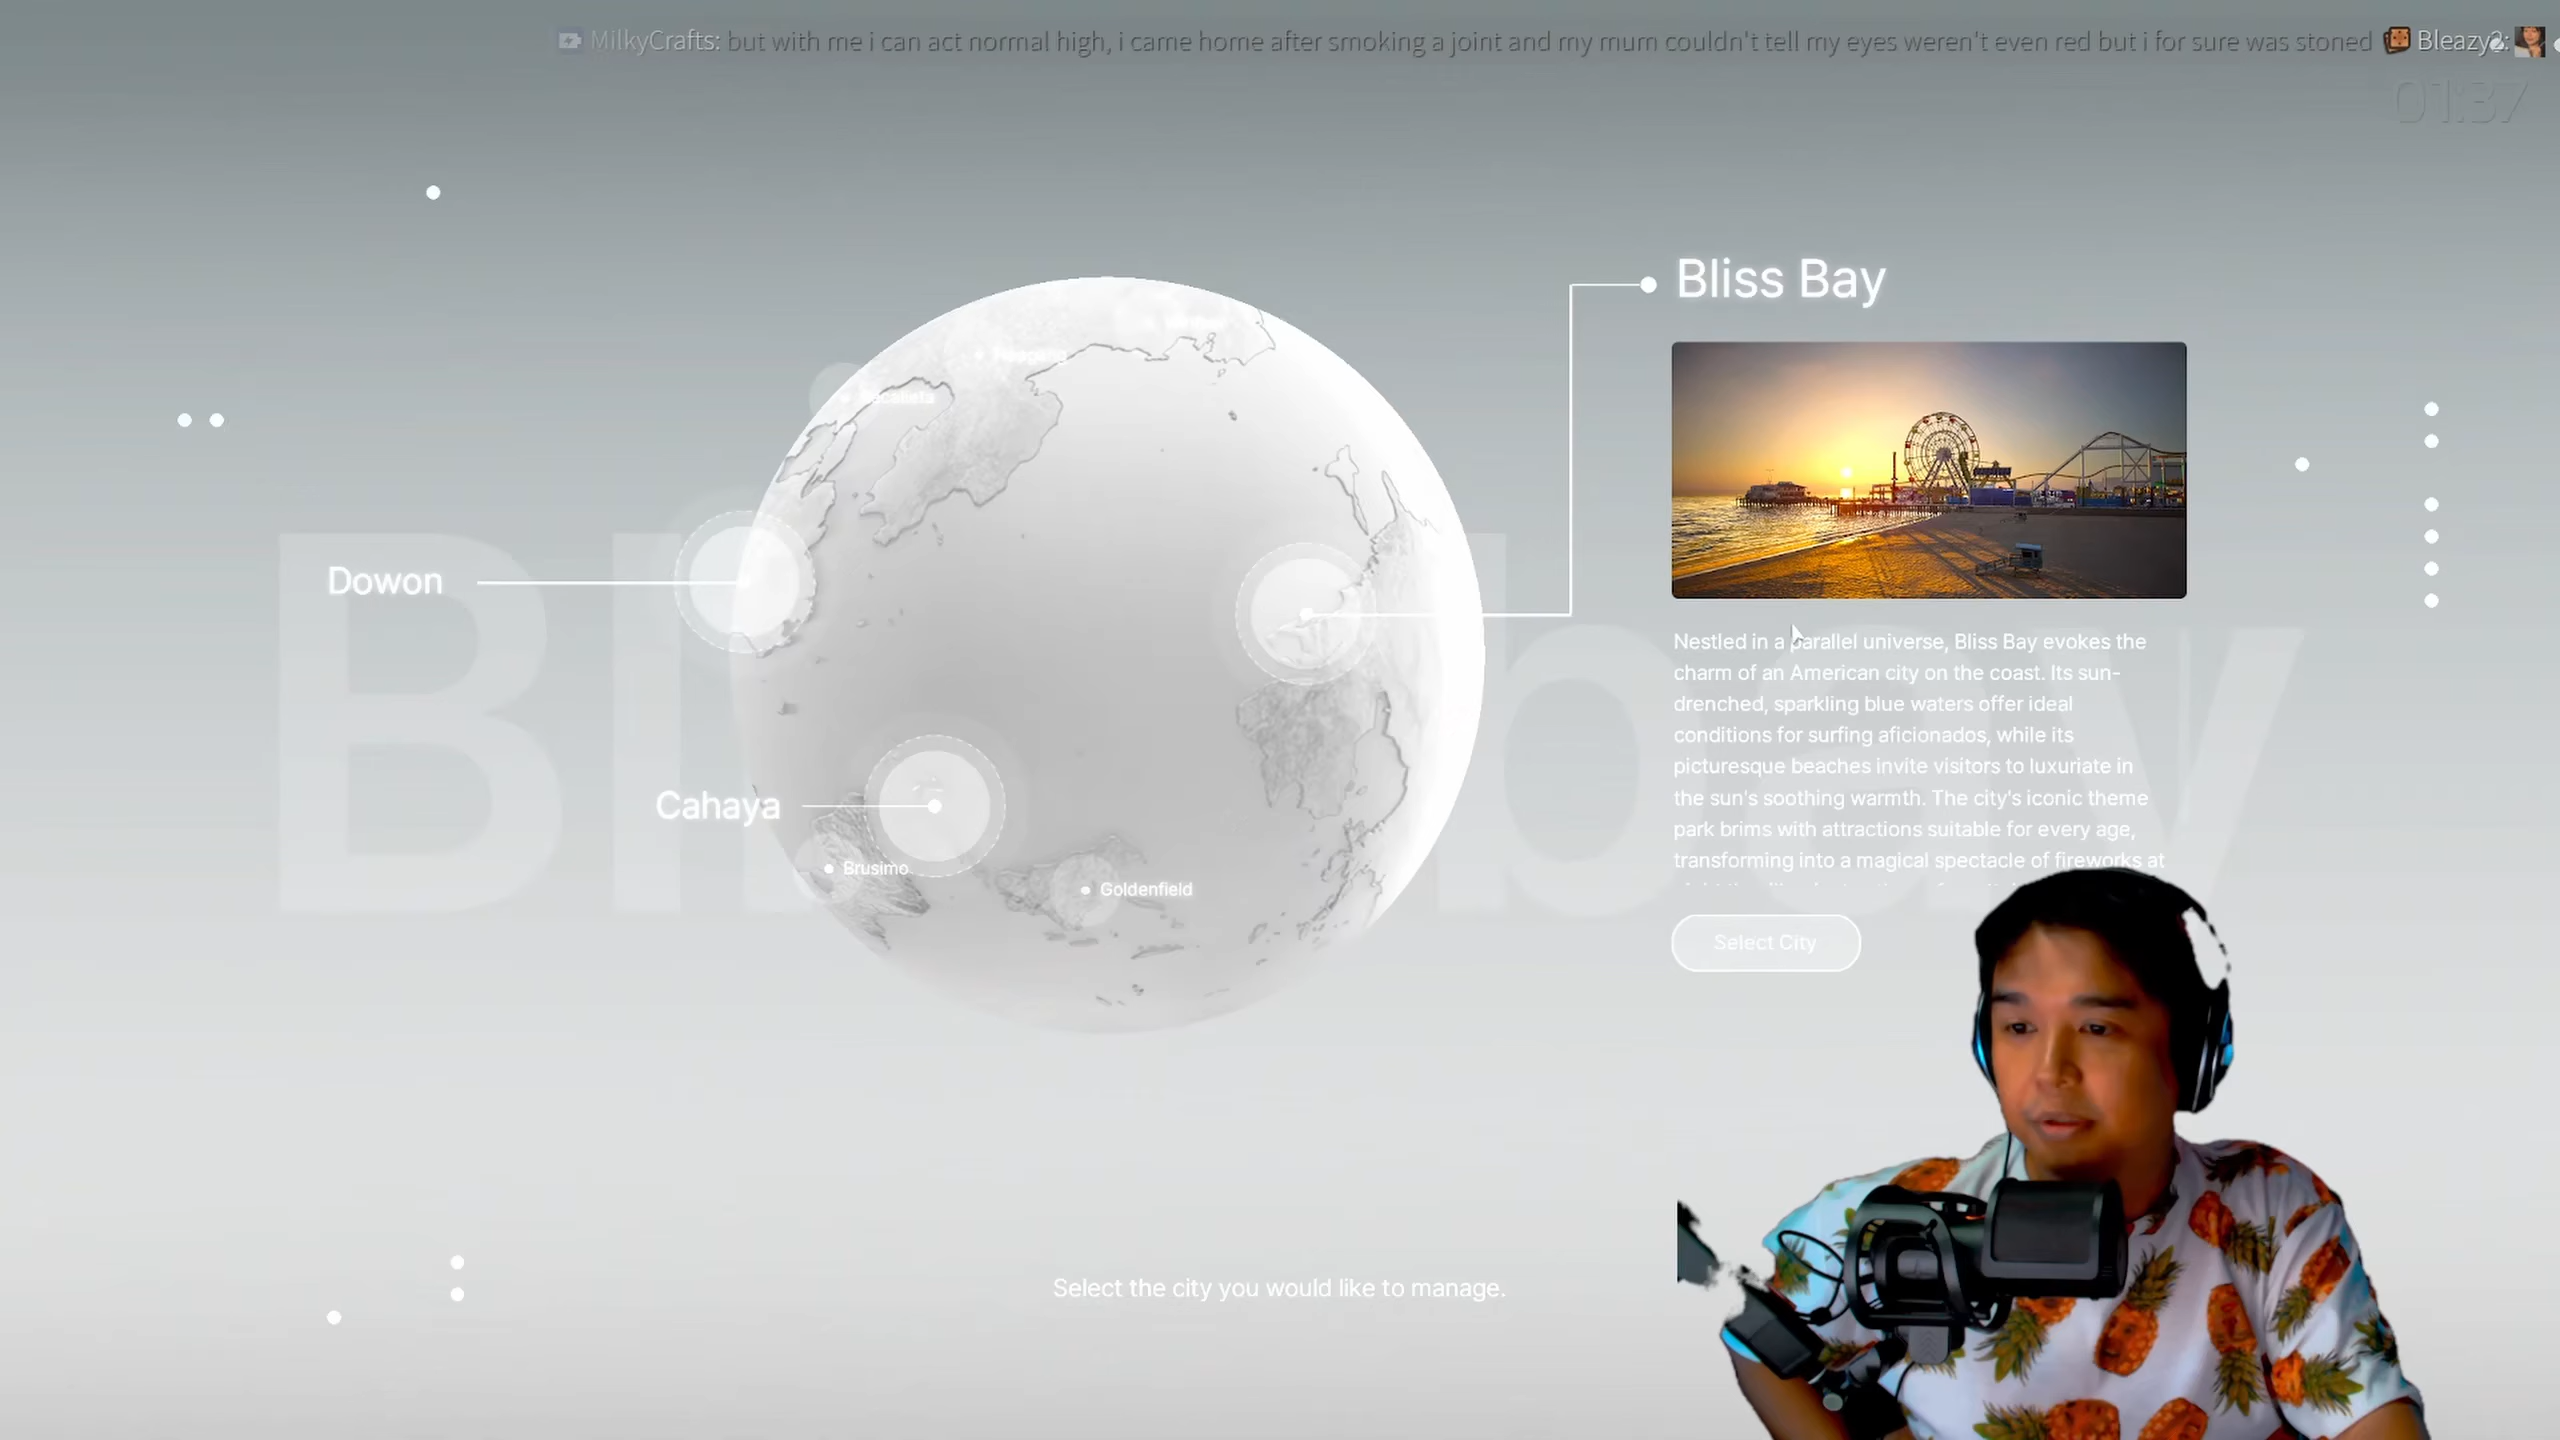 MilkyCrafts: but with me i can act normal high, i came home after smoking a joint and my mum couldn't tell my eyes weren't even red but i for sure was stoned Bleazy2:
01:37
Bliss Bay
Dowon
Cahaya
Brusimo
Goldenfield
Nestled in a parallel universe, Bliss Bay evokes the
charm of an American city on the coast. Its sun-
drenched, sparkling blue waters offer ideal
conditions for surfing aficionados, while its
picturesque beaches invite visitors to luxuriate in
the sun's soothing warmth. The city's iconic theme
park brims with attractions suitable for every age,
transforming into a magical spectacle of fireworks at
Select City
Select the city you would like to manage.